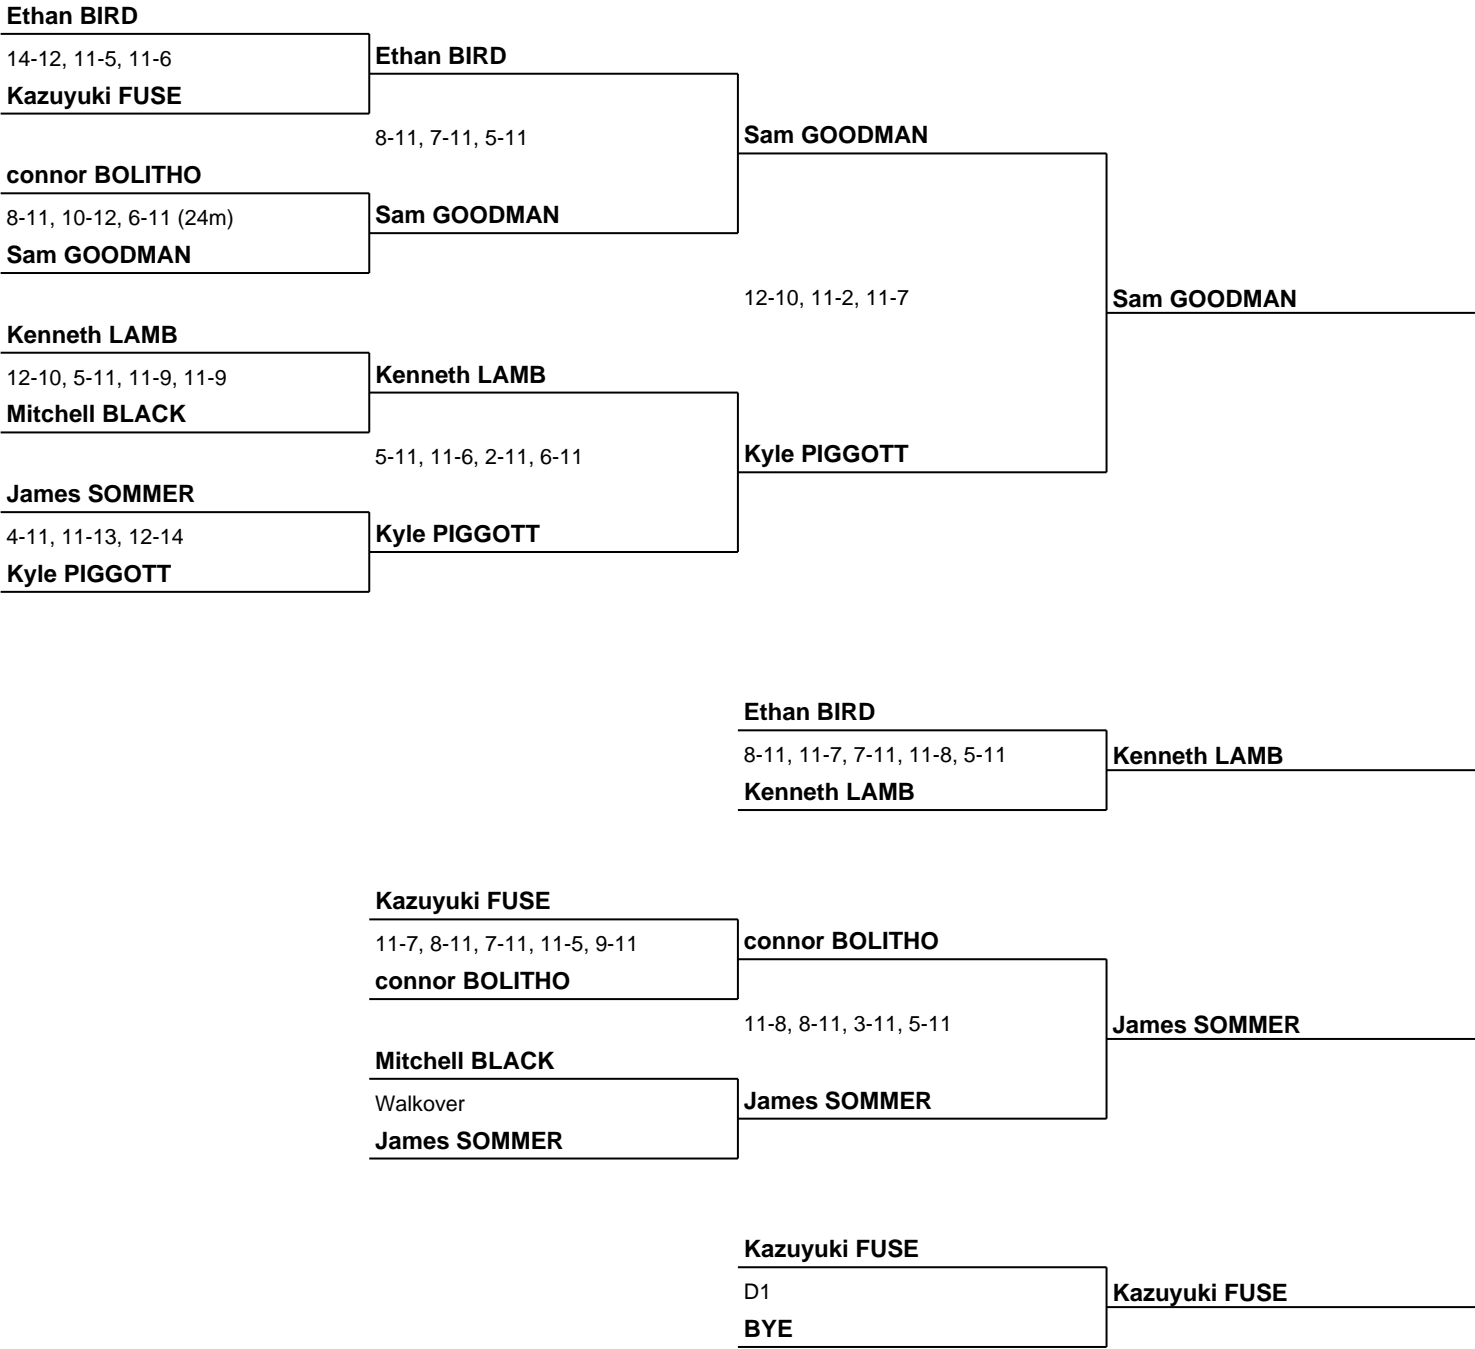 Ethan BIRD
14-12, 11-5, 11-6
Kazuyuki FUSE
connor BOLITHO
8-11, 10-12, 6-11 (24m)
Sam GOODMAN
Kenneth LAMB
12-10, 5-11, 11-9, 11-9
Mitchell BLACK
James SOMMER
4-11, 11-13, 12-14
Kyle PIGGOTT
Ethan BIRD
8-11, 7-11, 5-11
Sam GOODMAN
Kenneth LAMB
5-11, 11-6, 2-11, 6-11
Kyle PIGGOTT
Sam GOODMAN
12-10, 11-2, 11-7
Kyle PIGGOTT
Sam GOODMAN
Ethan BIRD
8-11, 11-7, 7-11, 11-8, 5-11
Kenneth LAMB
Kenneth LAMB
Kazuyuki FUSE
11-7, 8-11, 7-11, 11-5, 9-11
connor BOLITHO
Mitchell BLACK
Walkover
James SOMMER
connor BOLITHO
11-8, 8-11, 3-11, 5-11
James SOMMER
James SOMMER
Kazuyuki FUSE
D1
BYE
Kazuyuki FUSE